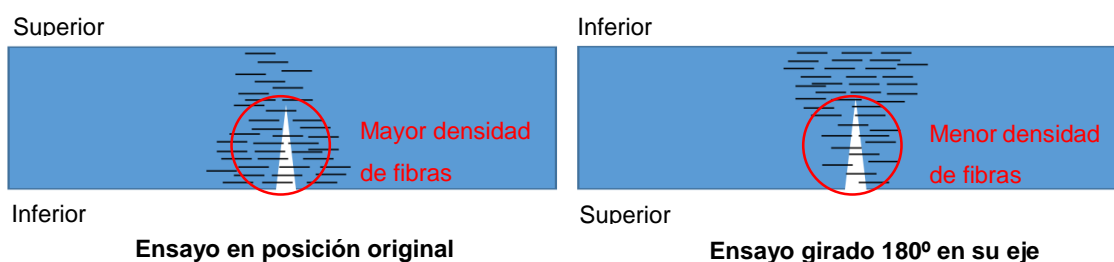 Superior
Mayor densidad
de fibras
Inferior
Ensayo en posición original
Inferior
Menor densidad
de fibras
Superior
Ensayo girado 180º en su eje